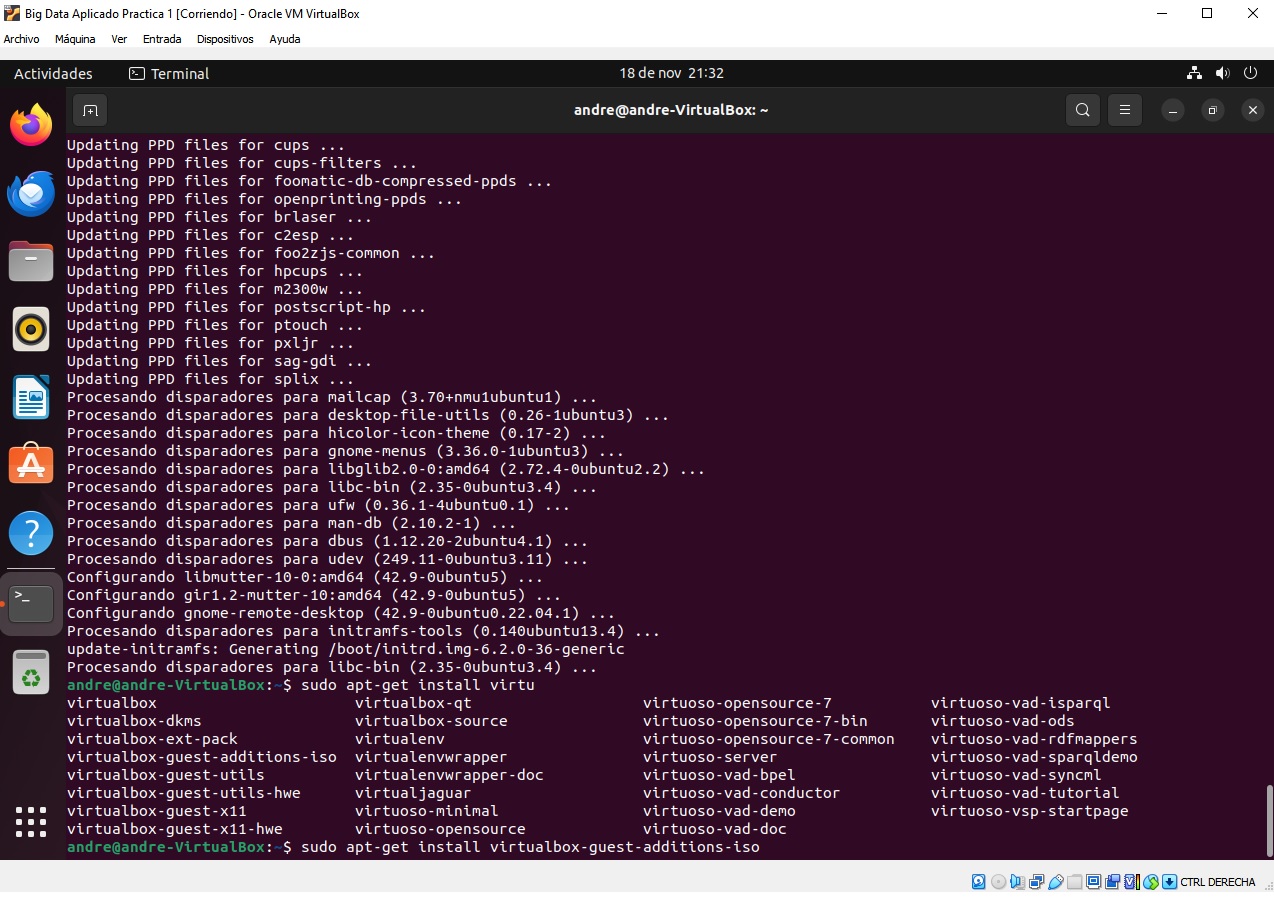 Big Data Aplicado Practica 1 [Corriendo] - Oracle VM VirtualBox
Archivo Máquina Ver Entrada Dispositivos Ayuda
Actividades Terminal 18 de nov 21:32
andre@andre-VirtualBox: ~
Updating PPD files for cups ...
Updating PPD files for cups-filters ...
Updating PPD files for foomatic-db-compressed-ppds ...
Updating PPD files for openprinting-ppds ...
Updating PPD files for brlaser ...
Updating PPD files for c2esp ...
Updating PPD files for foo2zjs-common ...
Updating PPD files for hpcups ...
Updating PPD files for m2300w ...
Updating PPD files for postscript-hp ...
Updating PPD files for ptouch ...
Updating PPD files for pxljr ...
Updating PPD files for sag-gdi ...
Updating PPD files for splix ...
Procesando disparadores para mailcap (3.70+nmu1ubuntu1) ...
Procesando disparadores para desktop-file-utils (0.26-1ubuntu3) ...
Procesando disparadores para hicolor-icon-theme (0.17-2) ...
Procesando disparadores para gnome-menus (3.36.0-1ubuntu3) ...
Procesando disparadores para libglib2.0-0:amd64 (2.72.4-0ubuntu2.2) ...
Procesando disparadores para libc-bin (2.35-0ubuntu3.4) ...
Procesando disparadores para ufw (0.36.1-4ubuntu0.1) ...
Procesando disparadores para man-db (2.10.2-1) ...
Procesando disparadores para dbus (1.12.20-2ubuntu4.1) ...
Procesando disparadores para udev (249.11-0ubuntu3.11) ...
Configurando libmutter-10-0:amd64 (42.9-0ubuntu5) ...
Configurando gir1.2-mutter-10:amd64 (42.9-0ubuntu5) ...
Configurando gnome-remote-desktop (42.9-0ubuntu0.22.04.1) ...
Procesando disparadores para initramfs-tools (0.140ubuntu13.4) ...
update-initramfs: Generating /boot/initrd.img-6.2.0-36-generic
Procesando disparadores para libc-bin (2.35-0ubuntu3.4) ...
andre@andre-VirtualBox:~$ sudo apt-get install virtu
virtualbox virtualbox-qt virtuoso-opensource-7 virtuoso-vad-isparql
virtualbox-dkms virtualbox-source virtuoso-opensource-7-bin virtuoso-vad-ods
virtualbox-ext-pack virtualenv virtuoso-opensource-7-common virtuoso-vad-rdfmappers
virtualbox-guest-additions-iso virtualenvwrapper virtuoso-server virtuoso-vad-sparqldemo
virtualbox-guest-utils virtualenvwrapper-doc virtuoso-vad-bpel virtuoso-vad-syncml
virtualbox-guest-utils-hwe virtualjaguar virtuoso-vad-conductor virtuoso-vad-tutorial
virtualbox-guest-x11 virtuoso-minimal virtuoso-vad-demo virtuoso-vsp-startpage
virtualbox-guest-x11-hwe virtuoso-opensource virtuoso-vad-doc
andre@andre-VirtualBox:~$ sudo apt-get install virtualbox-guest-additions-iso
CTRL DERECHA